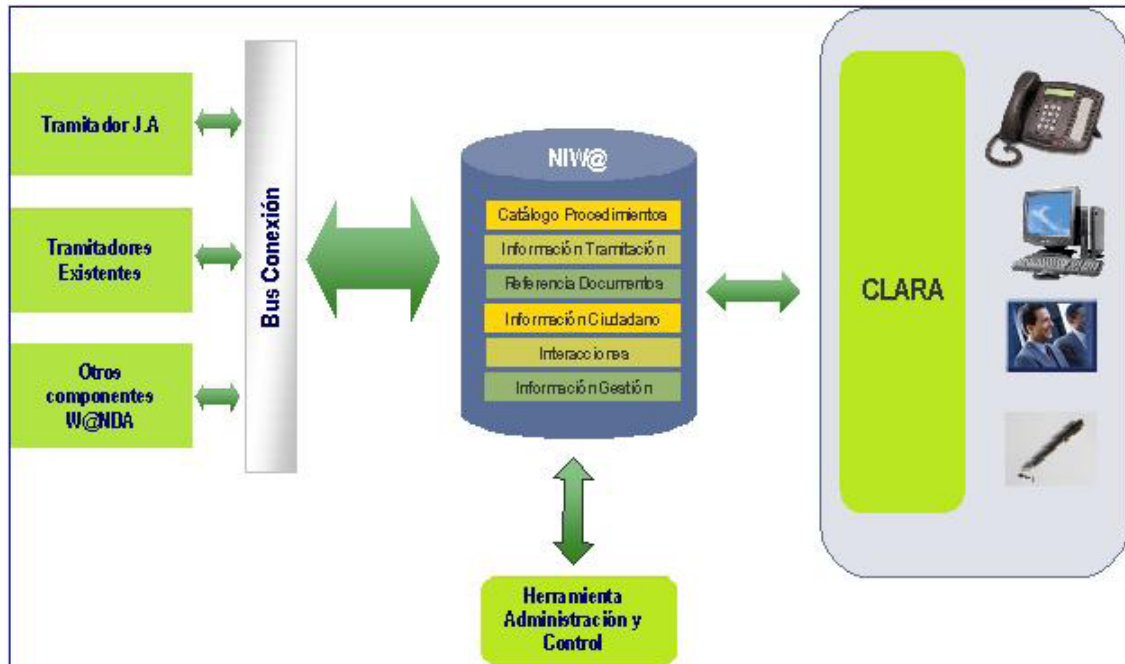 Tramitador J.A
Tramitadores
Existentes
Otros
componentes
W@NDA
Bus Conexión
NIW@
Catálogo Procedimientos
Información Tramitación
Referencia Documentos
Información Ciudadano
Interacciones
Información Gestión
Herramienta
Administración y
Control
CLARA